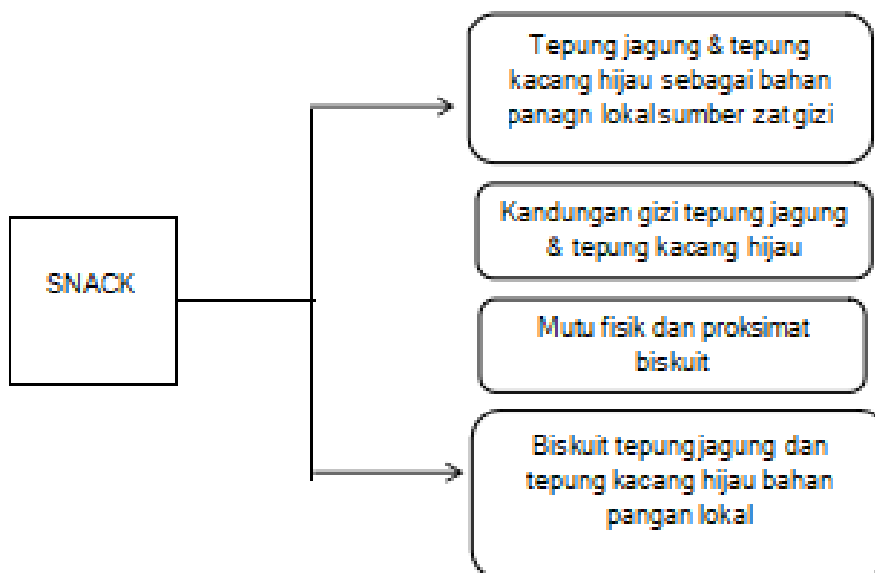 Tepung jagung & tepung
kacang hijau sebagai bahan
panagn lokal sumber zat gizi
Kandungan gizi tepung jagung
& tepung kacang hijau
SNACK
Mutu fisik dan proksimat
biskuit
Biskuit tepung jagung dan
tepung kacang hijau bahan
pangan lokal